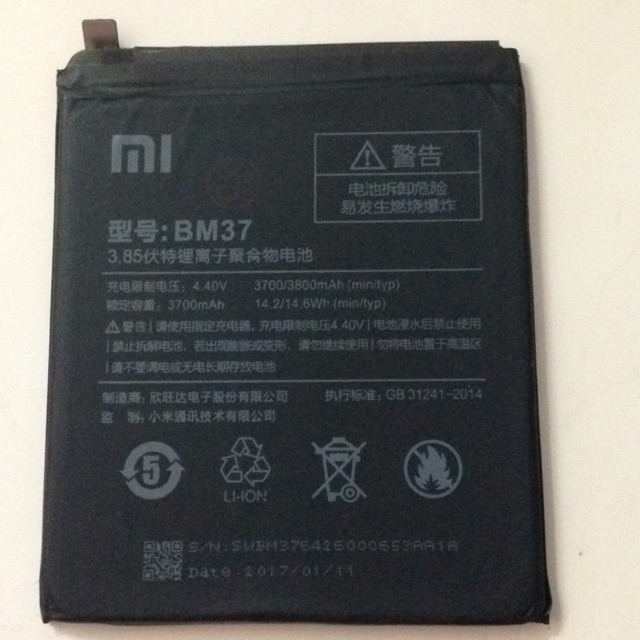 mi
警告
电池拆卸危险
易发生燃烧爆炸
型号: BM37
3.85伏特锂离子聚合物电池
充电限制电压: 4.40V 3700/3800mAh (min/typ)
额定容量: 3700mAh 14.2/14.6Wh (min/typ)
警告|请使用指定充电器, 充电限制电压4.40V|电池浸水后禁止使用
|禁止拆解电池, 若出现膨胀或变形, 请勿继续使用|勿将电池置于高温区
|请不要满电或无电长期存放电池
制造商: 欣旺达电子股份有限公司 执行标准: GB 31241-2014
监 测: 小米通讯技术有限公司
5
LI-ION
S/N:SWBM376426000653AA1A
Date:2017/01/11